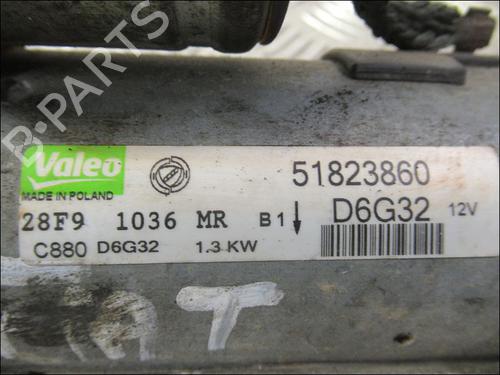 B-PARTS
Valeo
MADE IN POLAND
51823860
28F9 1036 MR B1
D6G32 12V
C880 D6G32 1.3 KW